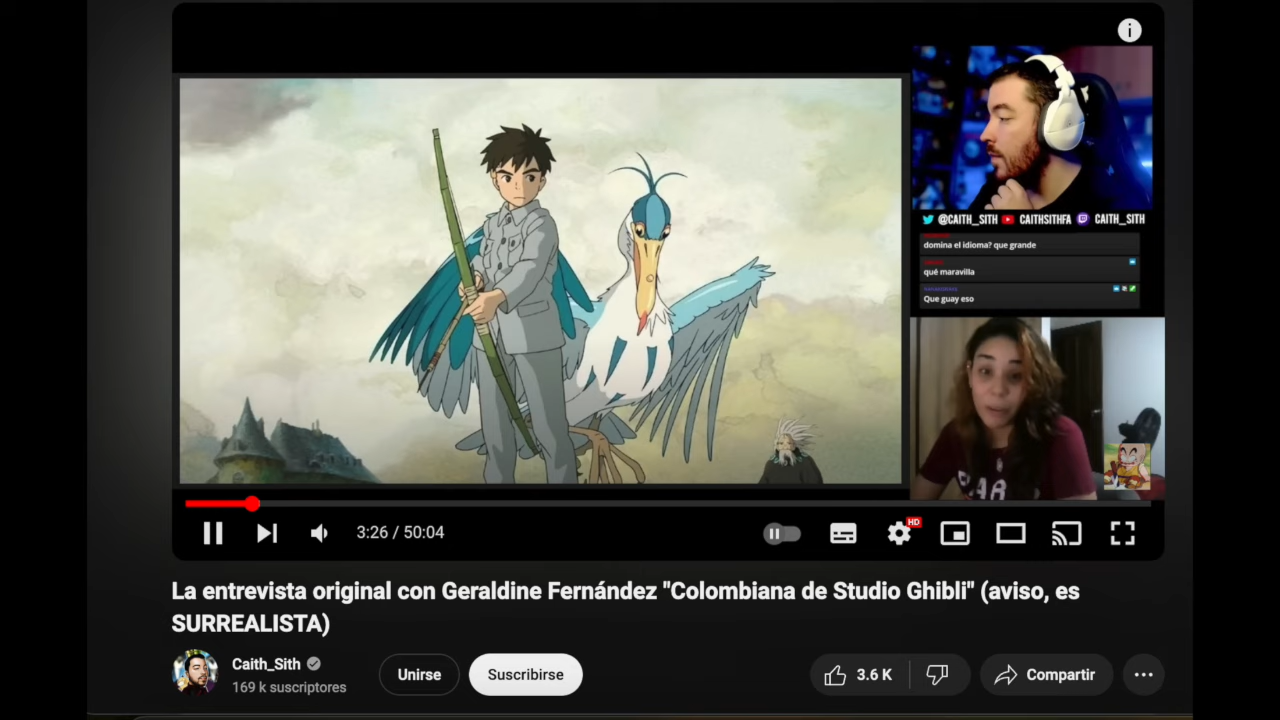 @CAITH_SITH CAITHSITHFA CAITH_SITH
domina el idioma? que grande
qué maravilla
Que guay eso
3:26 / 50:04
HD
La entrevista original con Geraldine Fernández "Colombiana de Studio Ghibli" (aviso, es
SURREALISTA)
Caith_Sith
169 k suscriptores
Unirse
Suscribirse
3.6 K
Compartir